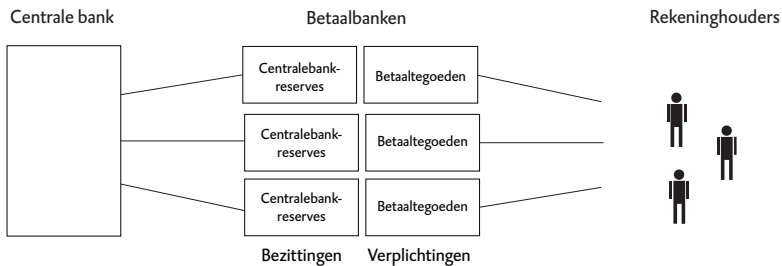 Centrale bank
Betaalbanken
Rekeninghouders
Centralebank-
reserves
Betaaltegoeden
Centralebank-
reserves
Betaaltegoeden
Centralebank-
reserves
Betaaltegoeden
Bezittingen
Verplichtingen